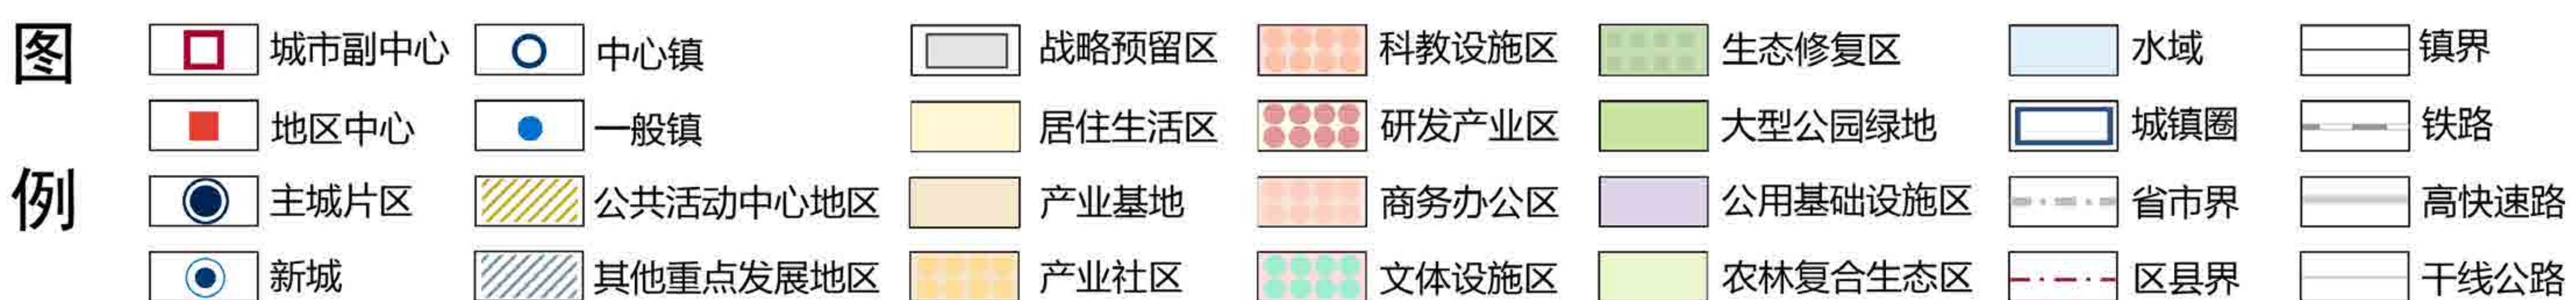 图例
城市副中心 中心镇 战略预留区 科教设施区 生态修复区 水域 镇界
地区中心 一般镇 居住生活区 研发产业区 大型公园绿地 城镇圈 铁路
主城片区 公共活动中心地区 产业基地 商务办公区 公用基础设施区 省市界 高快速路
新城 其他重点发展地区 产业社区 文体设施区 农林复合生态区 区县界 干线公路